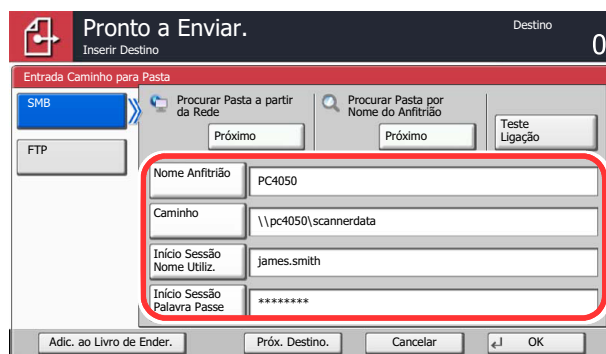 Pronto a Enviar.
Destino
Inserir Destino
0
Entrada Caminho para Pasta
SMB
Procurar Pasta a partir
da Rede
Próximo
Procurar Pasta por
Nome do Anfitrião
Próximo
Teste
Ligação
FTP
Nome Anfitrião
PC4050
Caminho
\\pc4050\scannerdata
Início Sessão
Nome Utiliz.
james.smith
Início Sessão
Palavra Passe
********
Adic. ao Livro de Ender.
Próx. Destino.
Cancelar
OK